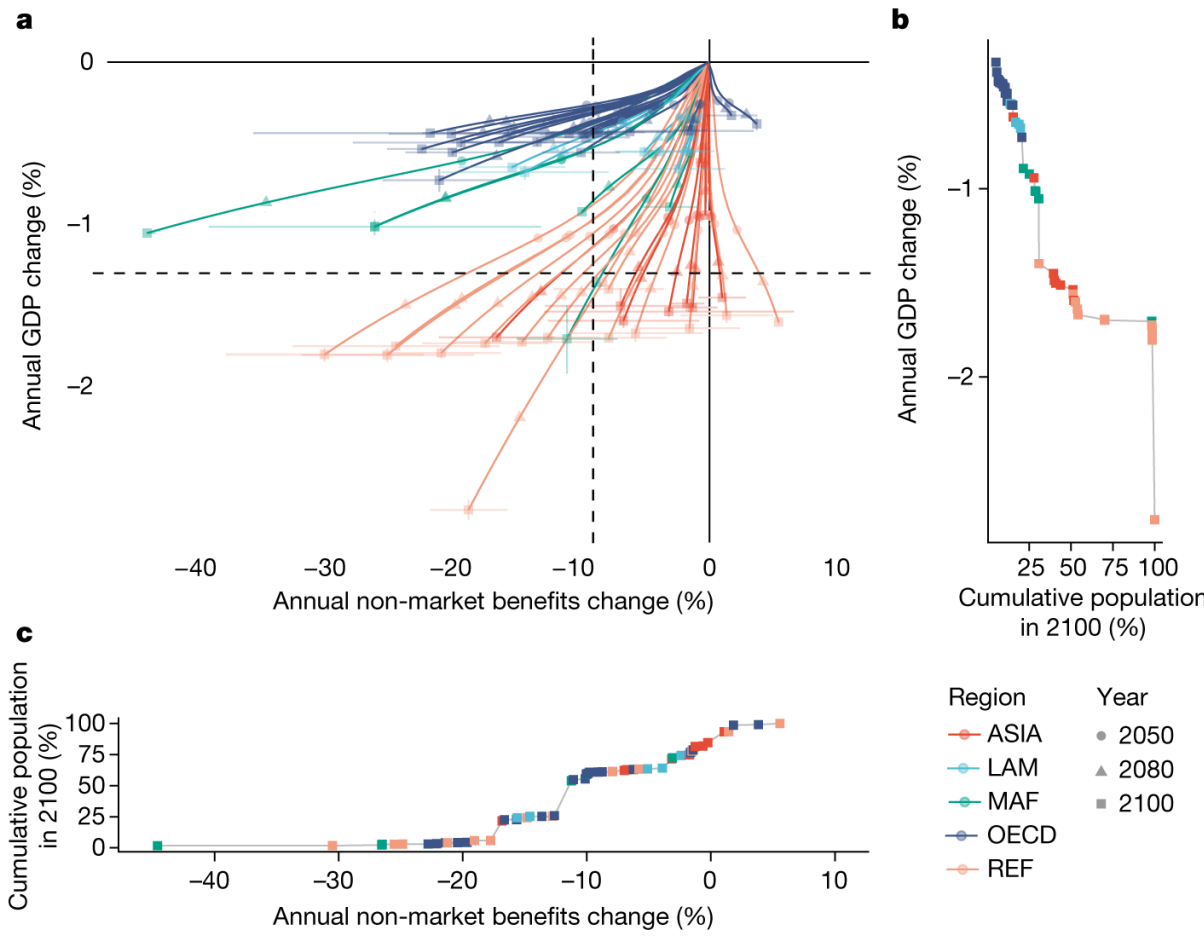 a
0
−1
−2
Annual GDP change (%)
−40
−30
−20
−10
0
10
Annual non-market benefits change (%)
b
−1
−2
Annual GDP change (%)
25 50 75 100
Cumulative population
in 2100 (%)
c
Cumulative population
in 2100 (%)
100
75
50
25
0
−40
−30
−20
−10
0
10
Annual non-market benefits change (%)
Region
ASIA
LAM
MAF
OECD
REF
Year
2050
2080
2100